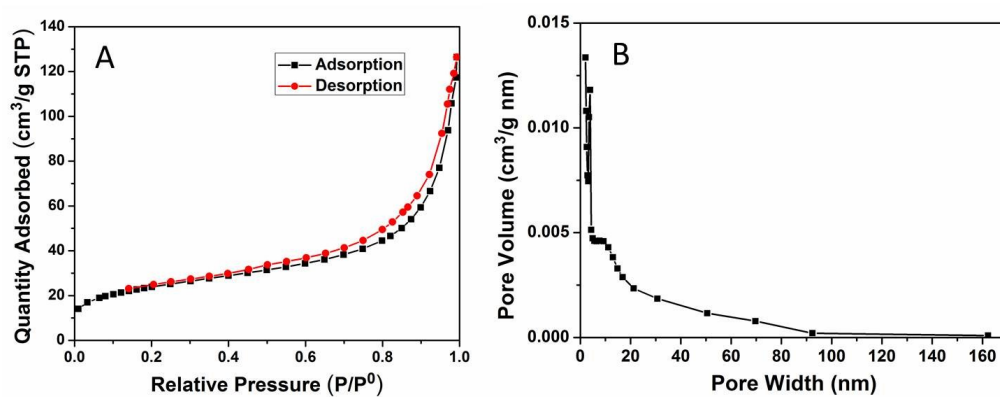 A
Adsorption
Desorption
Quantity Adsorbed (cm³/g STP)
140
120
100
80
60
40
20
0
0.0 0.2 0.4 0.6 0.8 1.0
Relative Pressure (P/P⁰)
B
Pore Volume (cm³/g nm)
0.015
0.010
0.005
0.000
0 20 40 60 80 100 120 140 160
Pore Width (nm)